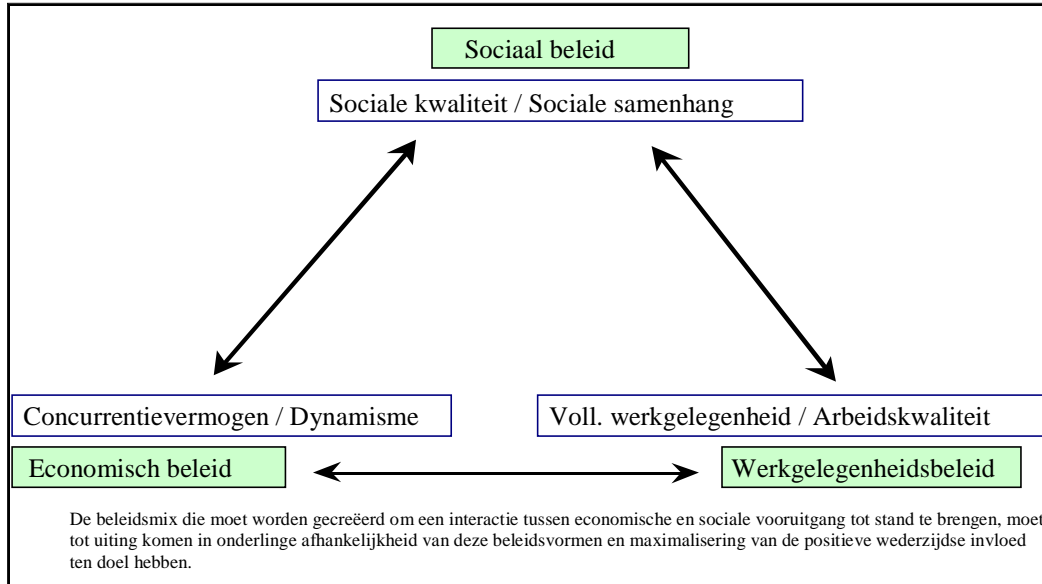 Sociaal beleid
Sociale kwaliteit / Sociale samenhang
Concurrentievermogen / Dynamisme
Voll. werkgelegenheid / Arbeidskwaliteit
Economisch beleid
Werkgelegenheidsbeleid
De beleidsmix die moet worden gecreëerd om een interactie tussen economische en sociale vooruitgang tot stand te brengen, moet
tot uiting komen in onderlinge afhankelijkheid van deze beleidsvormen en maximalisering van de positieve wederzijdse invloed
ten doel hebben.